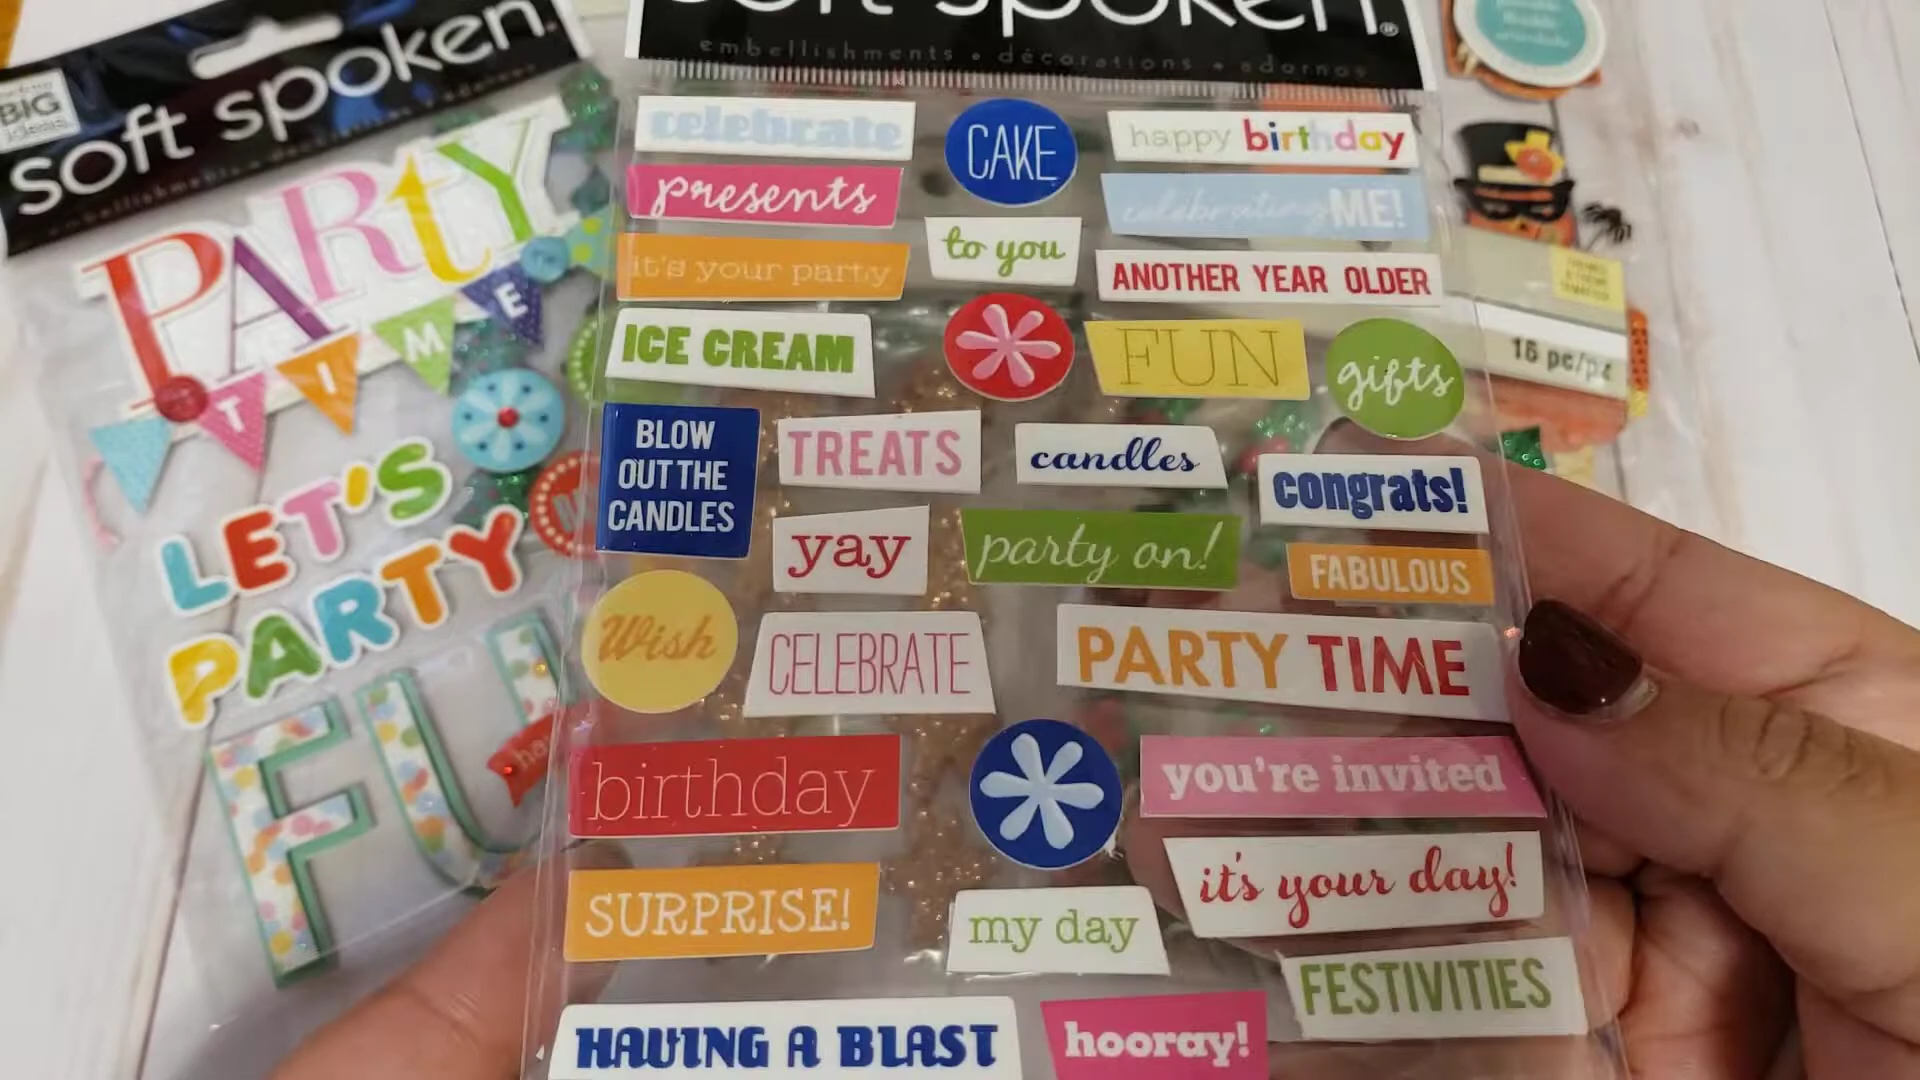 BIG
ideas
soft spoken
PARTY
TIME
LET'S
PARTY
FU
soft spoken®
embellishments • décorations • adornos
celebrate
CAKE
happy birthday
presents
celebrating ME!
to you
it's your party
ANOTHER YEAR OLDER
ICE CREAM
FUN
gifts
BLOW
OUT THE
CANDLES
TREATS
candles
congrats!
yay
party on!
FABULOUS
Wish
CELEBRATE
PARTY TIME
birthday
you're invited
it's your day!
SURPRISE!
my day
FESTIVITIES
HAVING A BLAST
hooray!
16 pc/pz